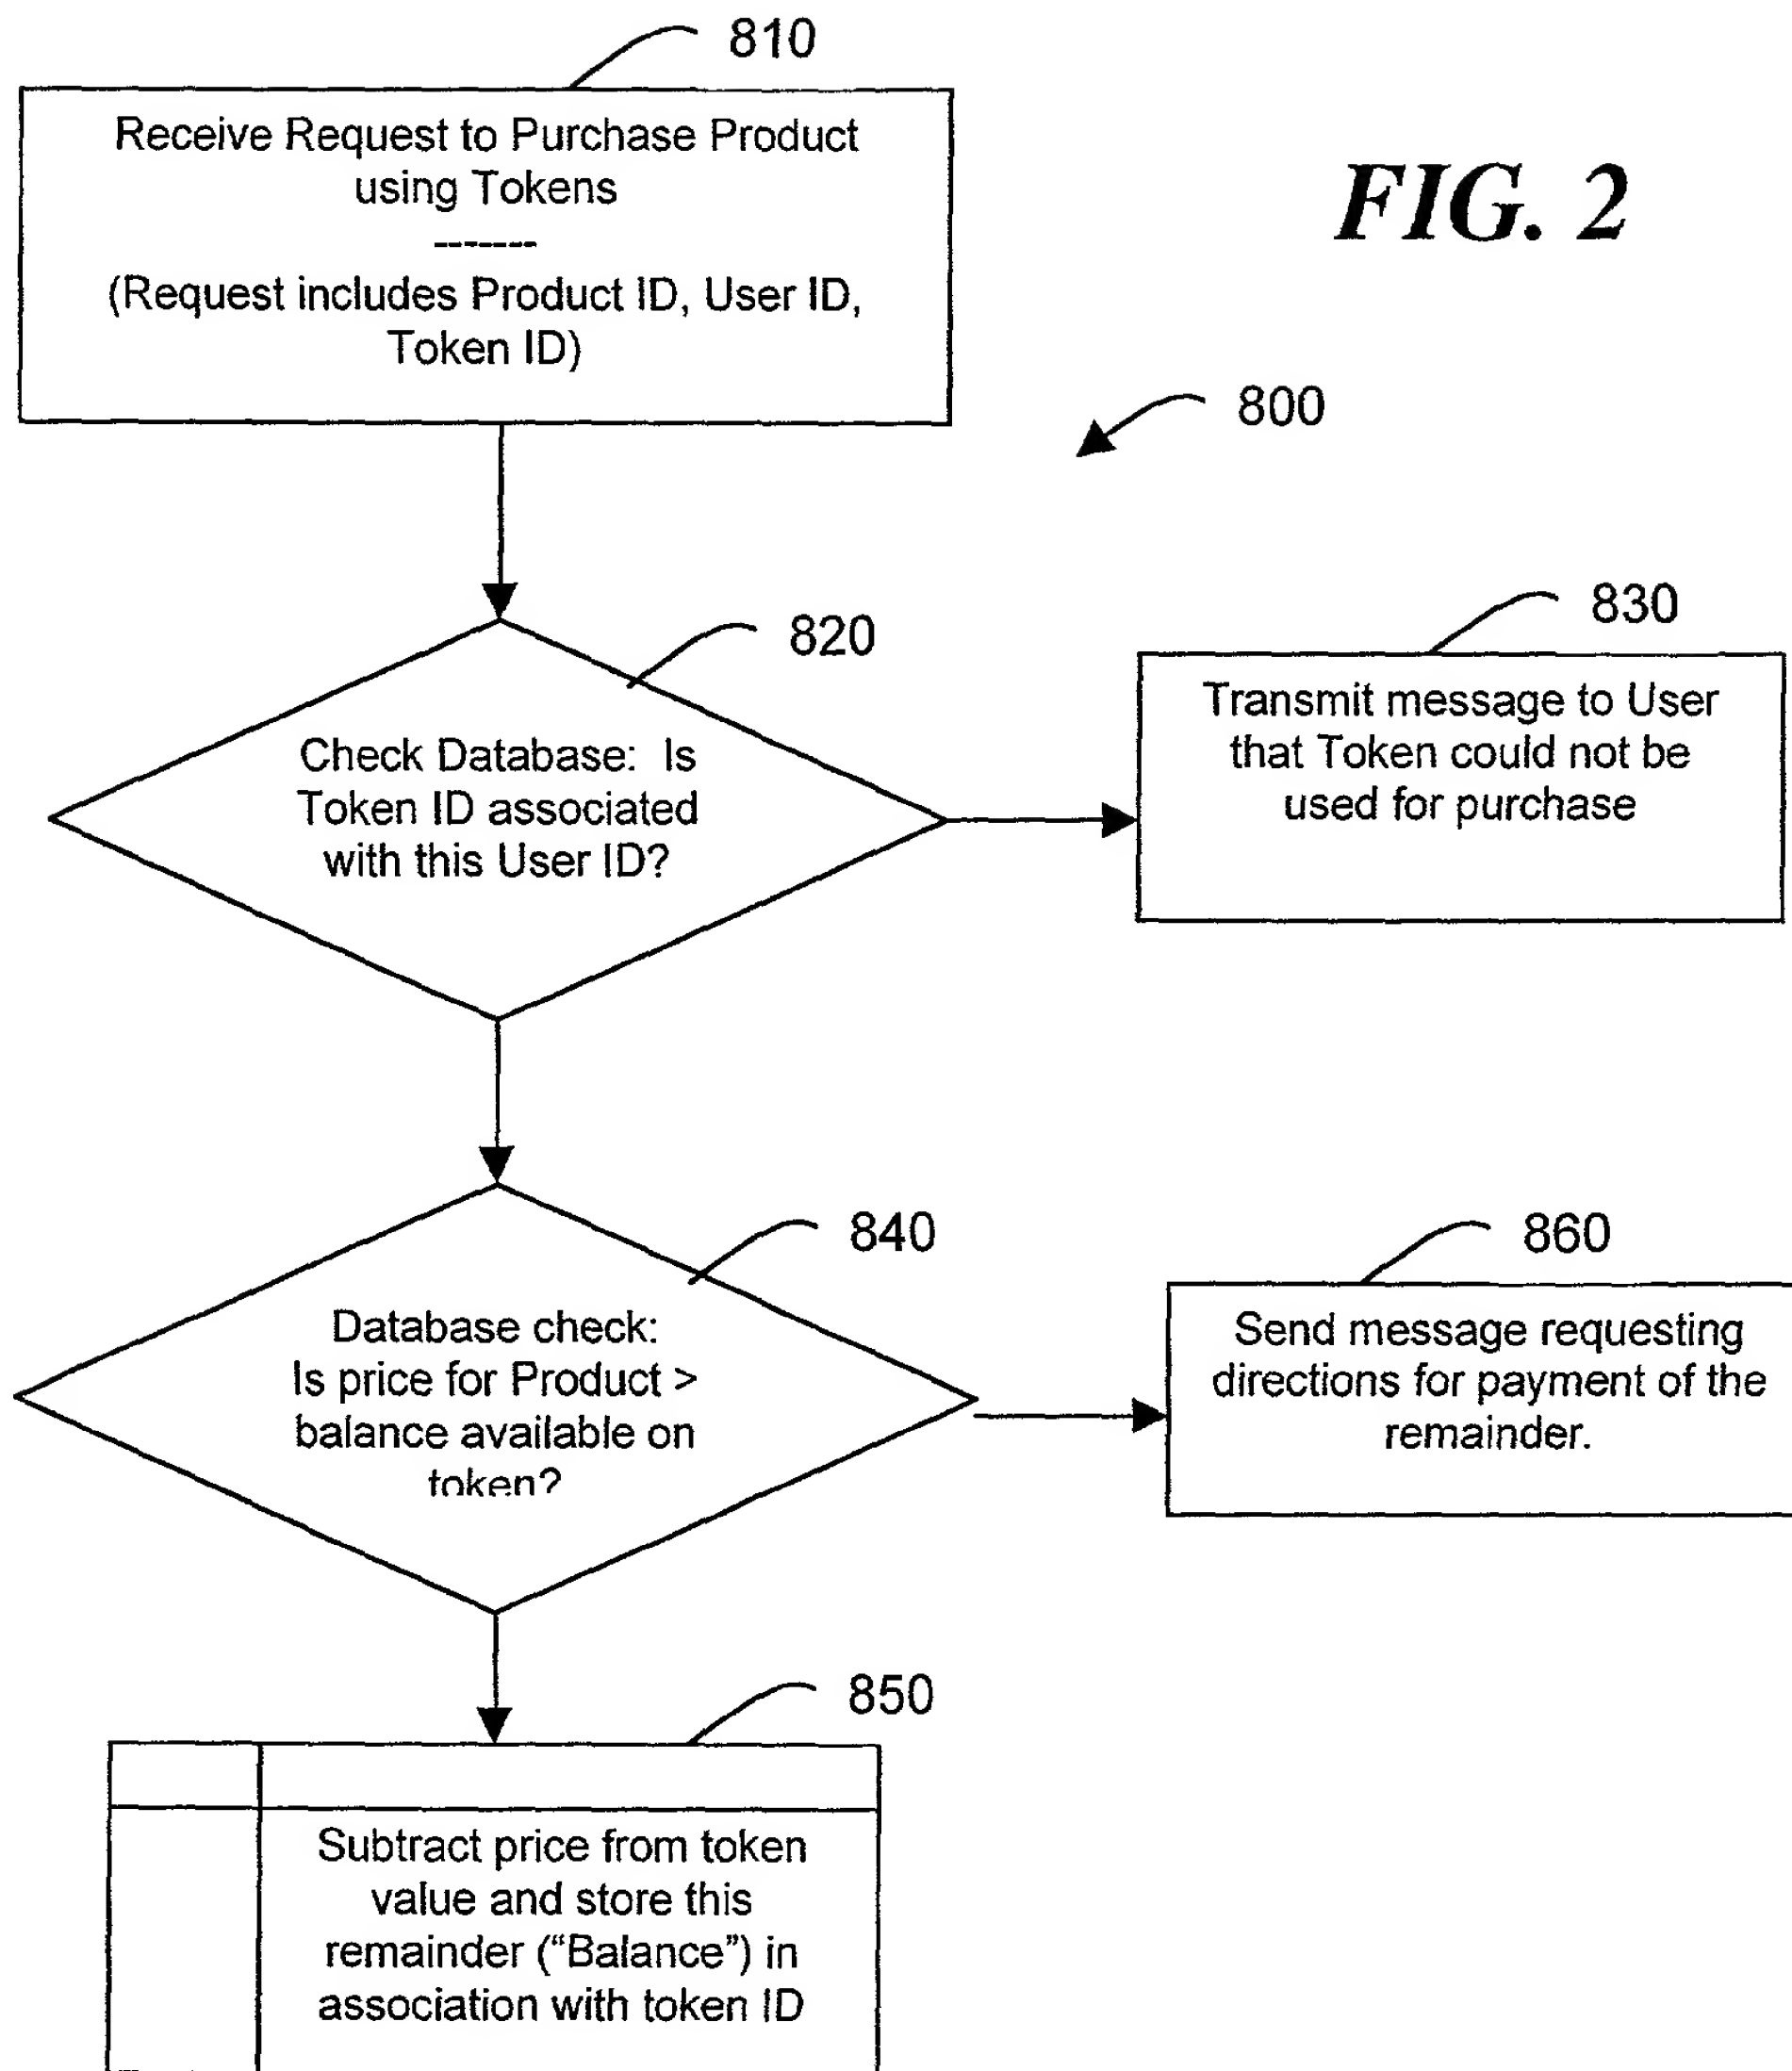 810
Receive Request to Purchase Product
using Tokens
-------
(Request includes Product ID, User ID,
Token ID)
FIG. 2
800
820
Check Database: Is
Token ID associated
with this User ID?
830
Transmit message to User
that Token could not be
used for purchase
840
Database check:
Is price for Product >
balance available on
token?
860
Send message requesting
directions for payment of the
remainder.
850
Subtract price from token
value and store this
remainder (“Balance”) in
association with token ID